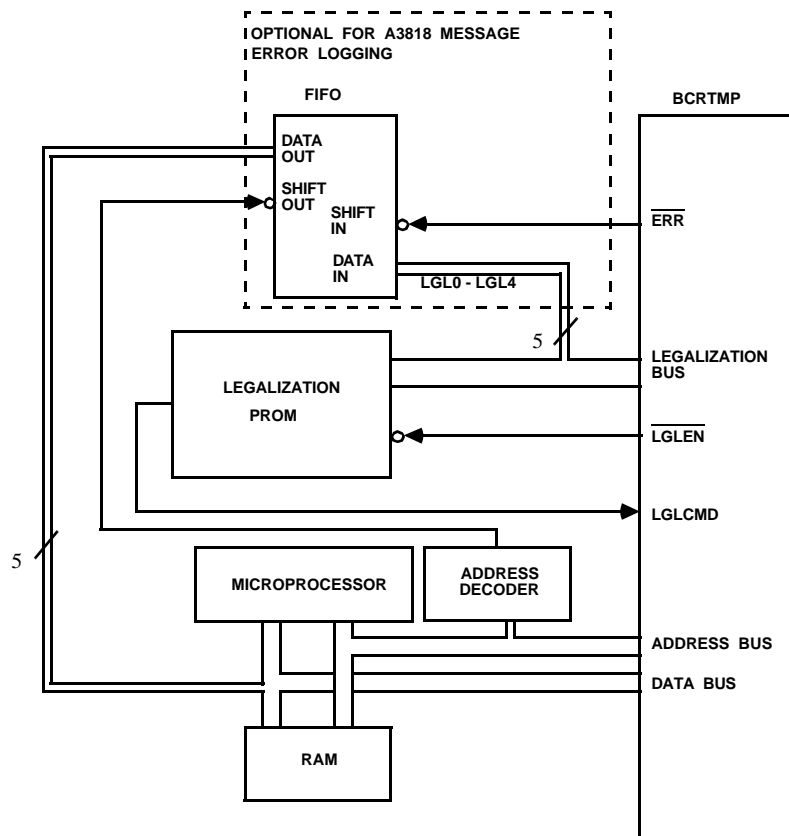 OPTIONAL FOR A3818 MESSAGE
ERROR LOGGING
FIFO
BCRTMP
DATA
OUT
SHIFT
OUT
SHIFT
IN
ERR
DATA
IN
LGL0 - LGL4
5
LEGALIZATION
BUS
LEGALIZATION
PROM
LGLEN
LGLCMD
5
MICROPROCESSOR
ADDRESS
DECODER
ADDRESS BUS
DATA BUS
RAM